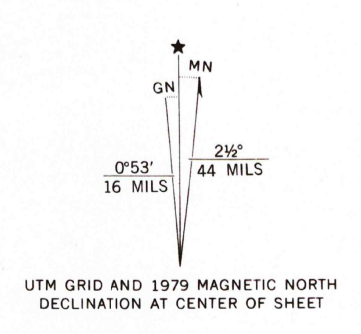 ★
MN
GN
0°53′
16 MILS
2½°
44 MILS
UTM GRID AND 1979 MAGNETIC NORTH
DECLINATION AT CENTER OF SHEET